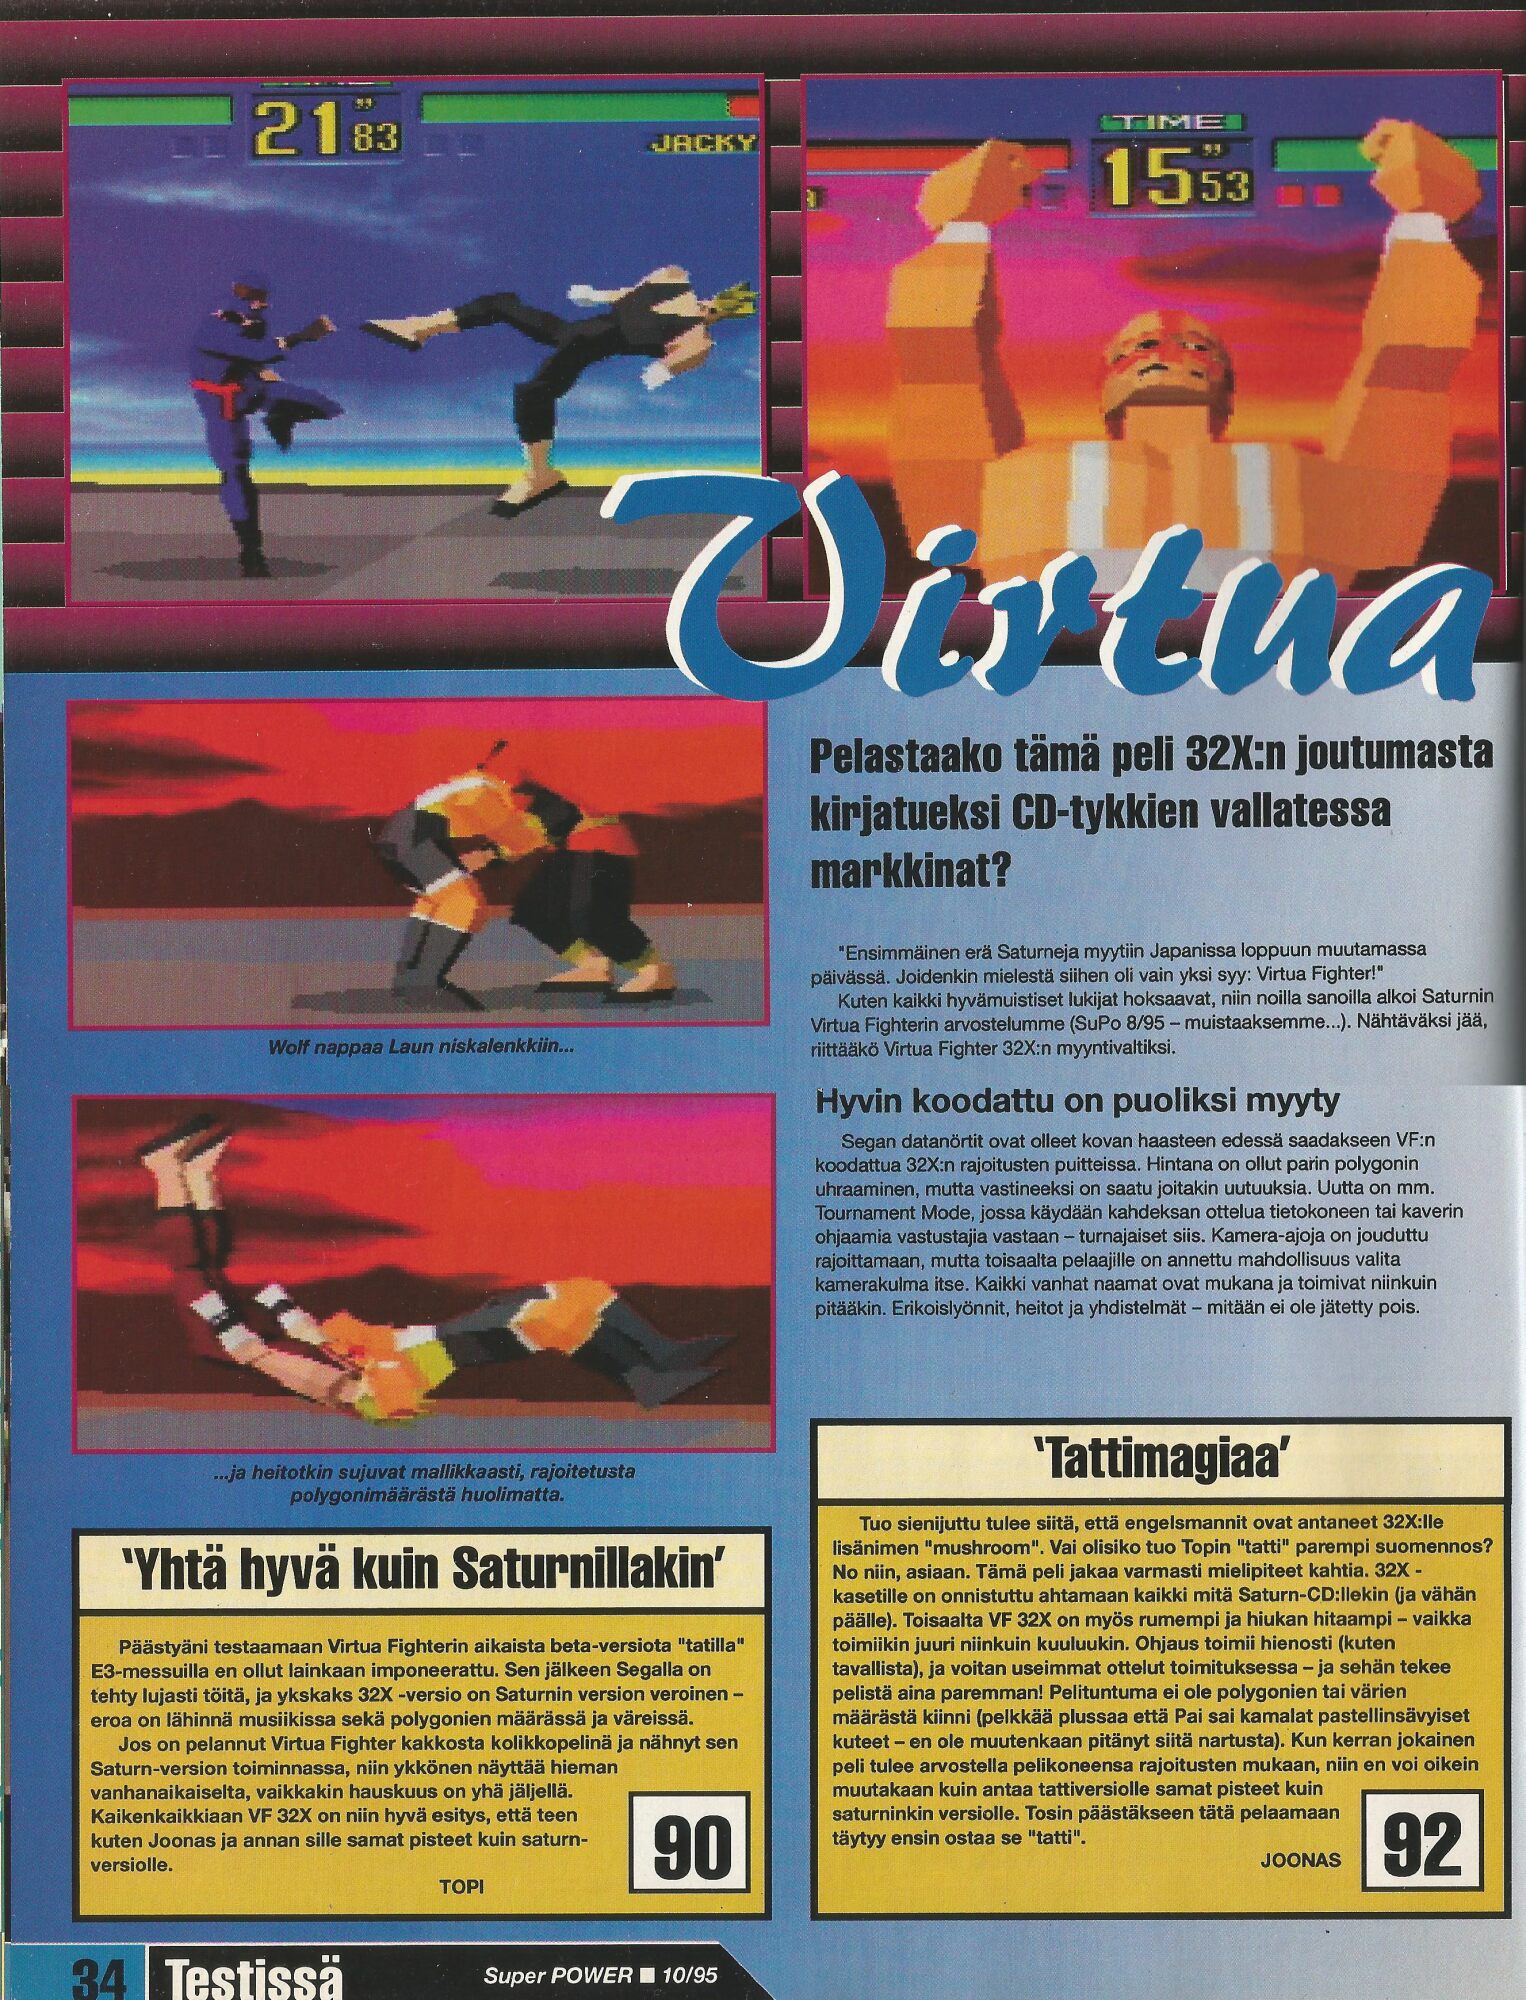 21"83
JACKY
TIME
15"53
Virtua
Pelastaako tämä peli 32X:n joutumasta
kirjatueksi CD-tykkien vallatessa
markkinat?
"Ensimmäinen erä Saturneja myytiin Japanissa loppuun muutamassa
päivässä. Joidenkin mielestä siihen oli vain yksi syy: Virtua Fighter!"
Kuten kaikki hyvämuistiset lukijat hoksaavat, niin noilla sanoilla alkoi Saturnin
Virtua Fighterin arvostelumme (SuPo 8/95 – muistaaksemme...). Nähtäväksi jää,
riittääkö Virtua Fighter 32X:n myyntivaltiksi.
Wolf nappaa Laun niskalenkkiin...
Hyvin koodattu on puoliksi myyty
Segan datanörtit ovat olleet kovan haasteen edessä saadakseen VF:n
koodattua 32X:n rajoitusten puitteissa. Hintana on ollut parin polygonin
uhraaminen, mutta vastineeksi on saatu joitakin uutuuksia. Uutta on mm.
Tournament Mode, jossa käydään kahdeksan ottelua tietokoneen tai kaverin
ohjaamia vastustajia vastaan – turnajaiset siis. Kamera-ajoja on jouduttu
rajoittamaan, mutta toisaalta pelaajille on annettu mahdollisuus valita
kamerakulma itse. Kaikki vanhat naamat ovat mukana ja toimivat niinkuin
pitääkin. Erikoislyönnit, heitot ja yhdistelmät – mitään ei ole jätetty pois.
...ja heitotkin sujuvat mallikkaasti, rajoitetusta
polygonimäärästä huolimatta.
'Yhtä hyvä kuin Saturnillakin'
Päästyäni testaamaan Virtua Fighterin aikaista beta-versiota "tatilla"
E3-messuilla en ollut lainkaan imponeerattu. Sen jälkeen Segalla on
tehty lujasti töitä, ja ykskaks 32X -versio on Saturnin version veroinen –
eroa on lähinnä musiikissa sekä polygonien määrässä ja väreissä.
Jos on pelannut Virtua Fighter kakkosta kolikkopelinä ja nähnyt sen
Saturn-version toiminnassa, niin ykkönen näyttää hieman
vanhanaikaiselta, vaikkakin hauskuus on yhä jäljellä.
Kaikenkaikkiaan VF 32X on niin hyvä esitys, että teen
kuten Joonas ja annan sille samat pisteet kuin saturn-
versiolle.
TOPI
90
'Tattimagiaa'
Tuo sienijuttu tulee siitä, että engelsmannit ovat antaneet 32X:lle
lisänimen "mushroom". Vai olisiko tuo Topin "tatti" parempi suomennos?
No niin, asiaan. Tämä peli jakaa varmasti mielipiteet kahtia. 32X -
kasetille on onnistuttu ahtamaan kaikki mitä Saturn-CD:llekin (ja vähän
päälle). Toisaalta VF 32X on myös rumempi ja hiukan hitaampi – vaikka
toimiikin juuri niinkuin kuuluukin. Ohjaus toimii hienosti (kuten
tavallista), ja voitan useimmat ottelut toimituksessa – ja sehän tekee
pelistä aina paremman! Pelituntuma ei ole polygonien tai värien
määrästä kiinni (pelkkää plussaa että Pai sai kamalat pastellinsävyiset
kuteet – en ole muutenkaan pitänyt siitä nartusta). Kun kerran jokainen
peli tulee arvostella pelikoneensa rajoitusten mukaan, niin en voi oikein
muutakaan kuin antaa tattiversiolle samat pisteet kuin
saturninkin versiolle. Tosin päästäkseen tätä pelaamaan
täytyy ensin ostaa se "tatti".
JOONAS
92
34 Testissä Super POWER ■ 10/95